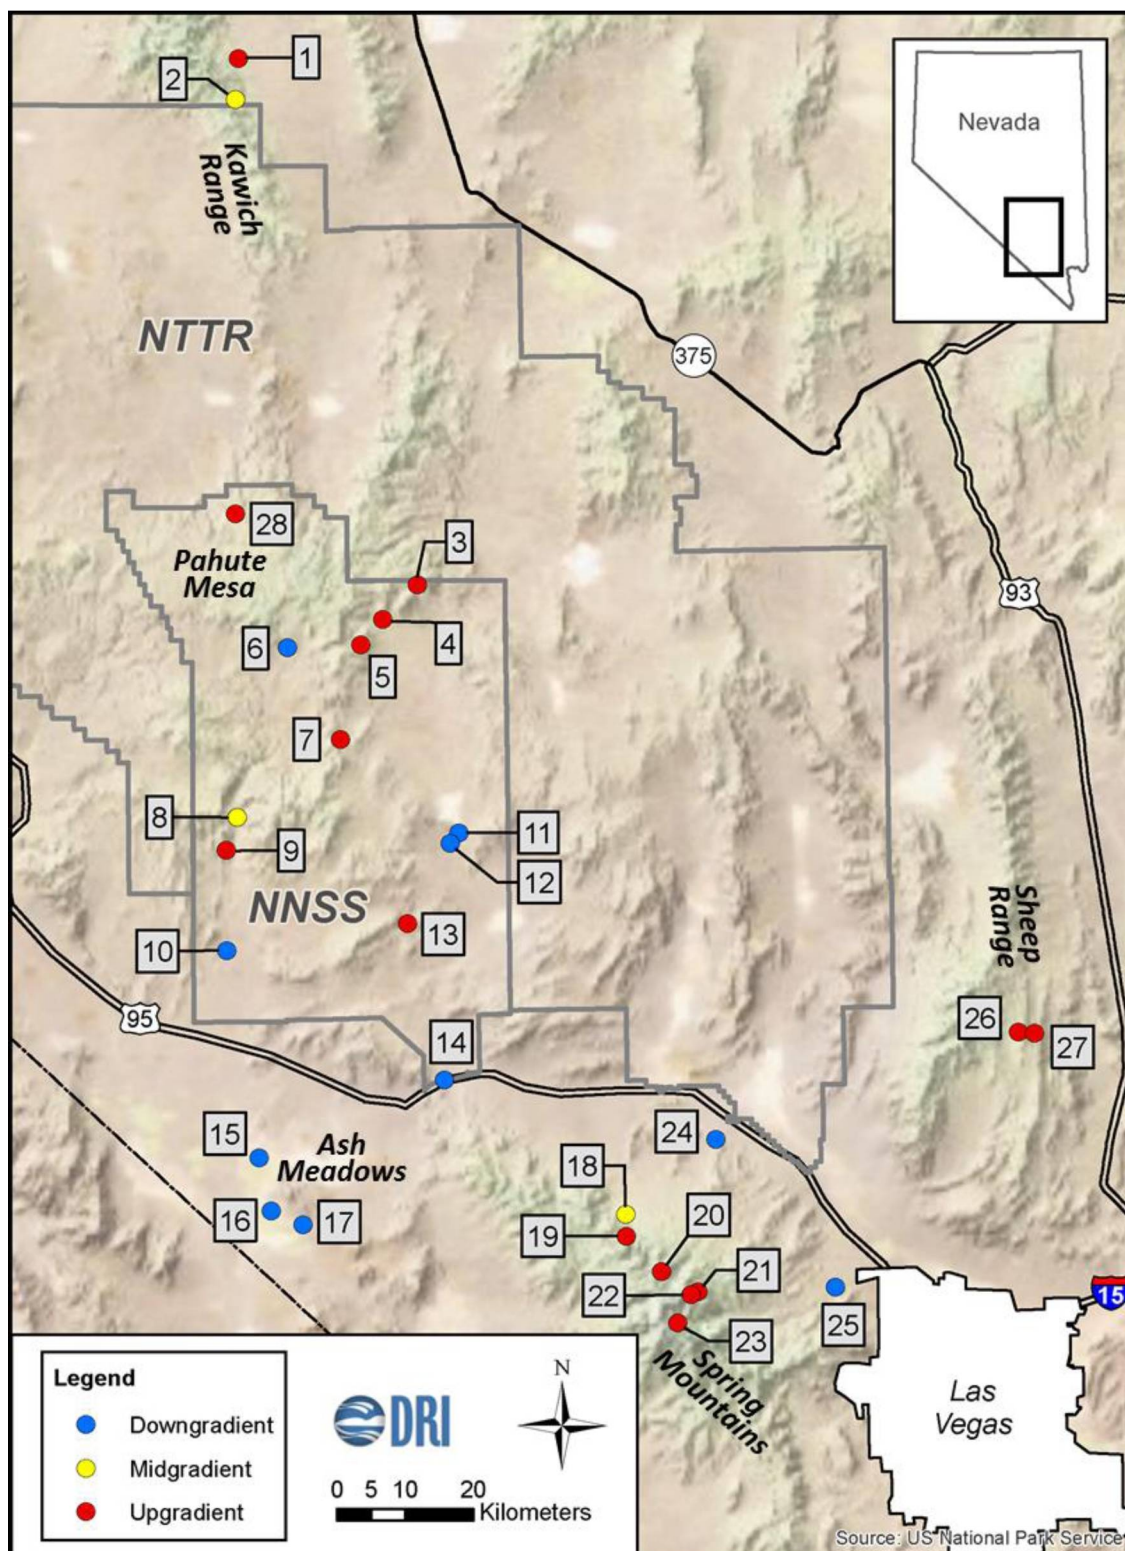 1
2
Nevada
Kawich
Range
NTTR
375
28
3
Pahute
Mesa
93
4
6
5
7
8
11
9
12
NNSS
Sheep
Range
13
10
95
26
27
14
24
15
Ash
Meadows
18
16
17
20
19
21
22
15
25
23
Spring
Mountains
Las
Vegas
Legend
Downgradient
Midgradient
Upgradient
DRI
N
0 5 10 20
Kilometers
Source: US National Park Service